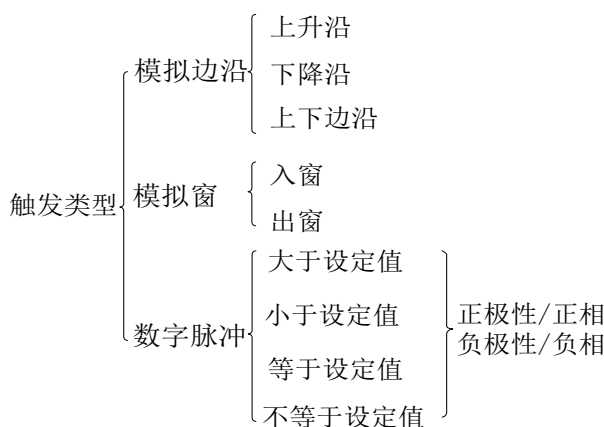 触发类型
模拟边沿
上升沿
下降沿
上下边沿
模拟窗
入窗
出窗
数字脉冲
大于设定值
小于设定值
等于设定值
不等于设定值
正极性/正相
负极性/负相